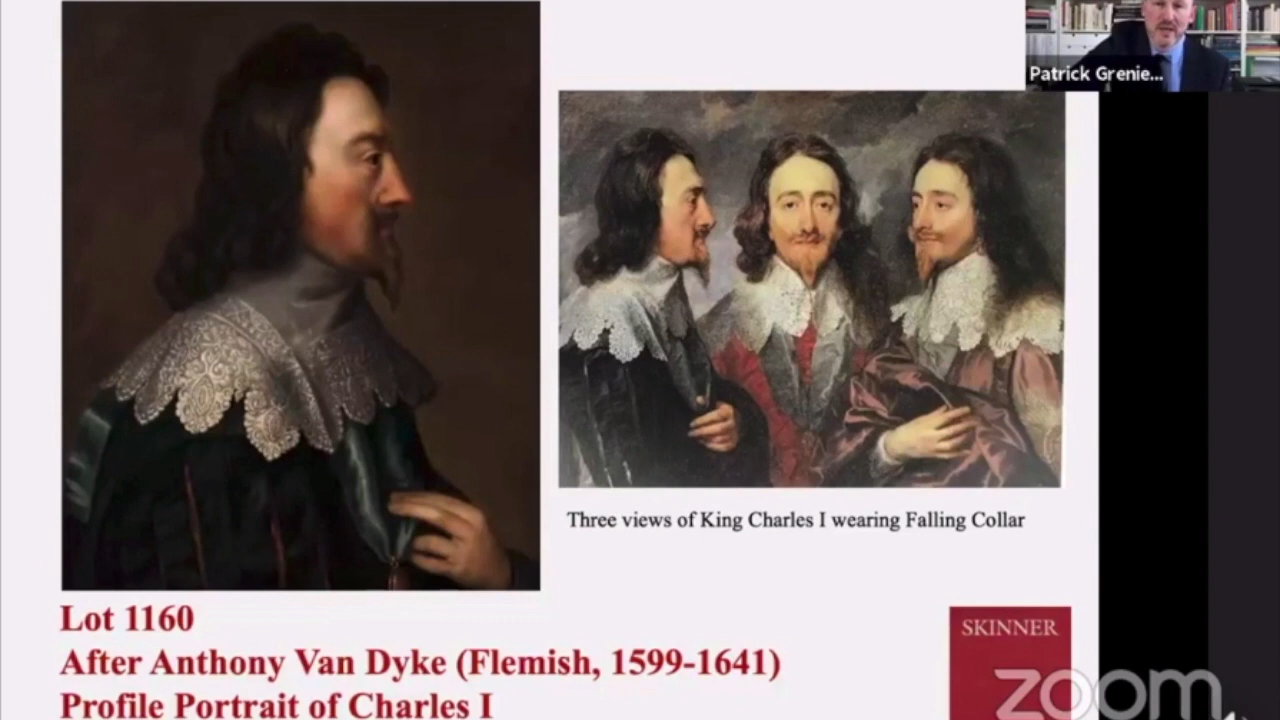 Patrick Grenie...
Three views of King Charles I wearing Falling Collar
Lot 1160
After Anthony Van Dyke (Flemish, 1599-1641)
Profile Portrait of Charles I
SKINNER
zoom